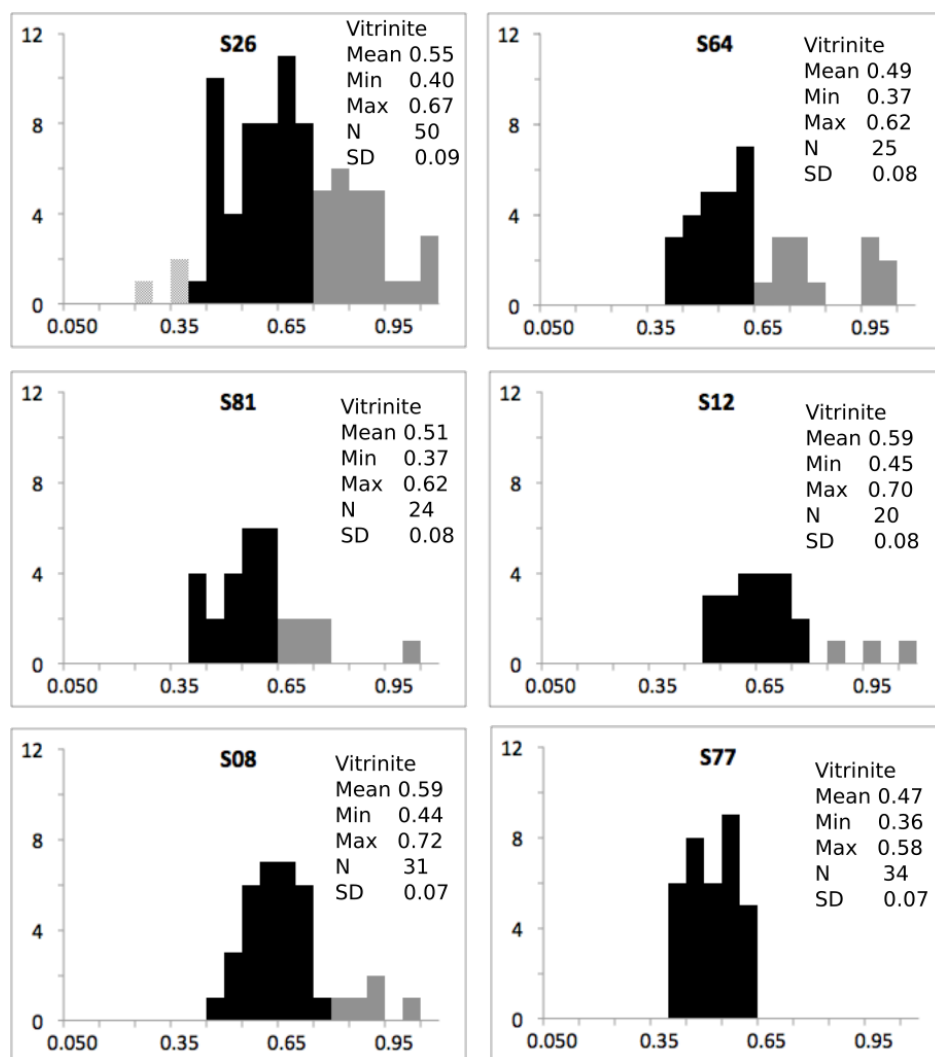 S26
Vitrinite
Mean 0.55
Min 0.40
Max 0.67
N 50
SD 0.09
12
8
4
0
0.050 0.35 0.65 0.95
S64
Vitrinite
Mean 0.49
Min 0.37
Max 0.62
N 25
SD 0.08
12
8
4
0
0.050 0.35 0.65 0.95
S81
Vitrinite
Mean 0.51
Min 0.37
Max 0.62
N 24
SD 0.08
12
8
4
0
0.050 0.35 0.65 0.95
S12
Vitrinite
Mean 0.59
Min 0.45
Max 0.70
N 20
SD 0.08
12
8
4
0
0.050 0.35 0.65 0.95
S08
Vitrinite
Mean 0.59
Min 0.44
Max 0.72
N 31
SD 0.07
12
8
4
0
0.050 0.35 0.65 0.95
S77
Vitrinite
Mean 0.47
Min 0.36
Max 0.58
N 34
SD 0.07
12
8
4
0
0.050 0.35 0.65 0.95